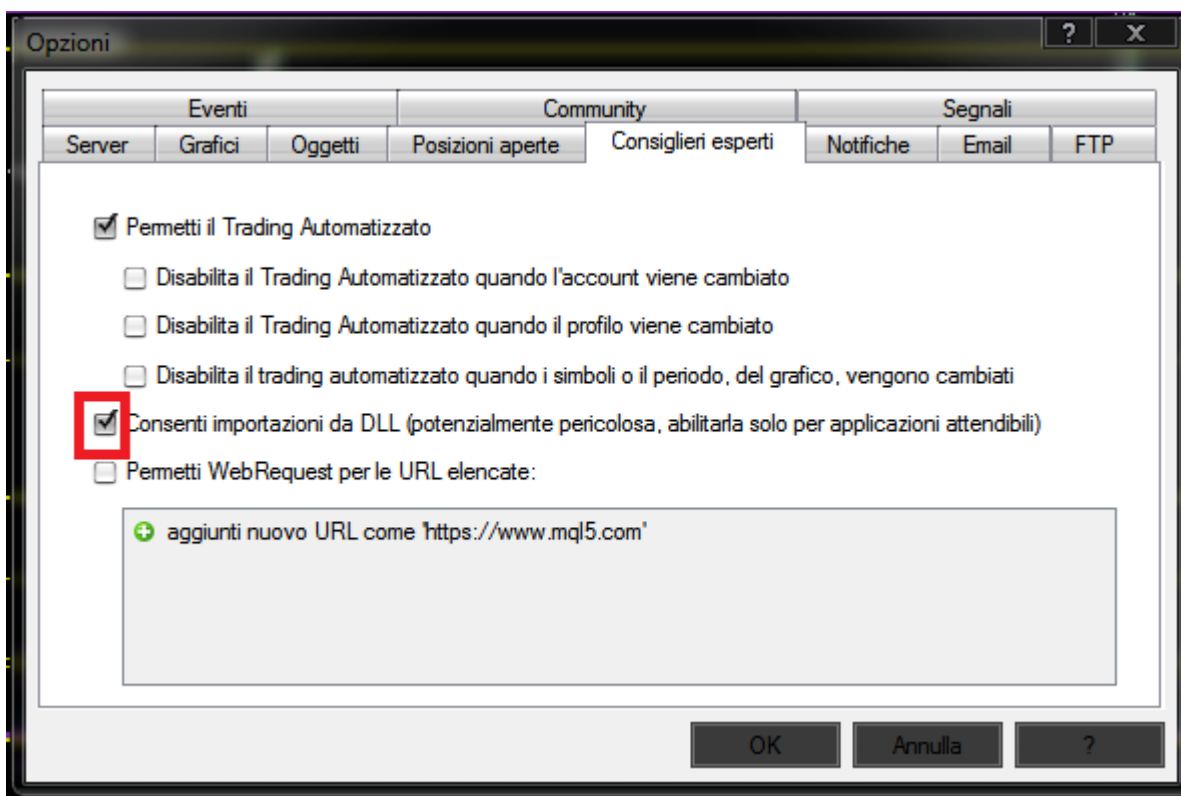 Opzioni
? X
Eventi Community Segnali
Server Grafici Oggetti Posizioni aperte Consiglieri esperti Notifiche Email FTP
Permetti il Trading Automatizzato
Disabilita il Trading Automatizzato quando l'account viene cambiato
Disabilita il Trading Automatizzato quando il profilo viene cambiato
Disabilita il trading automatizzato quando i simboli o il periodo, del grafico, vengono cambiati
Consenti importazioni da DLL (potenzialmente pericolosa, abilitarla solo per applicazioni attendibili)
Permetti WebRequest per le URL elencate:
aggiunti nuovo URL come 'https://www.mql5.com'
OK Annulla ?